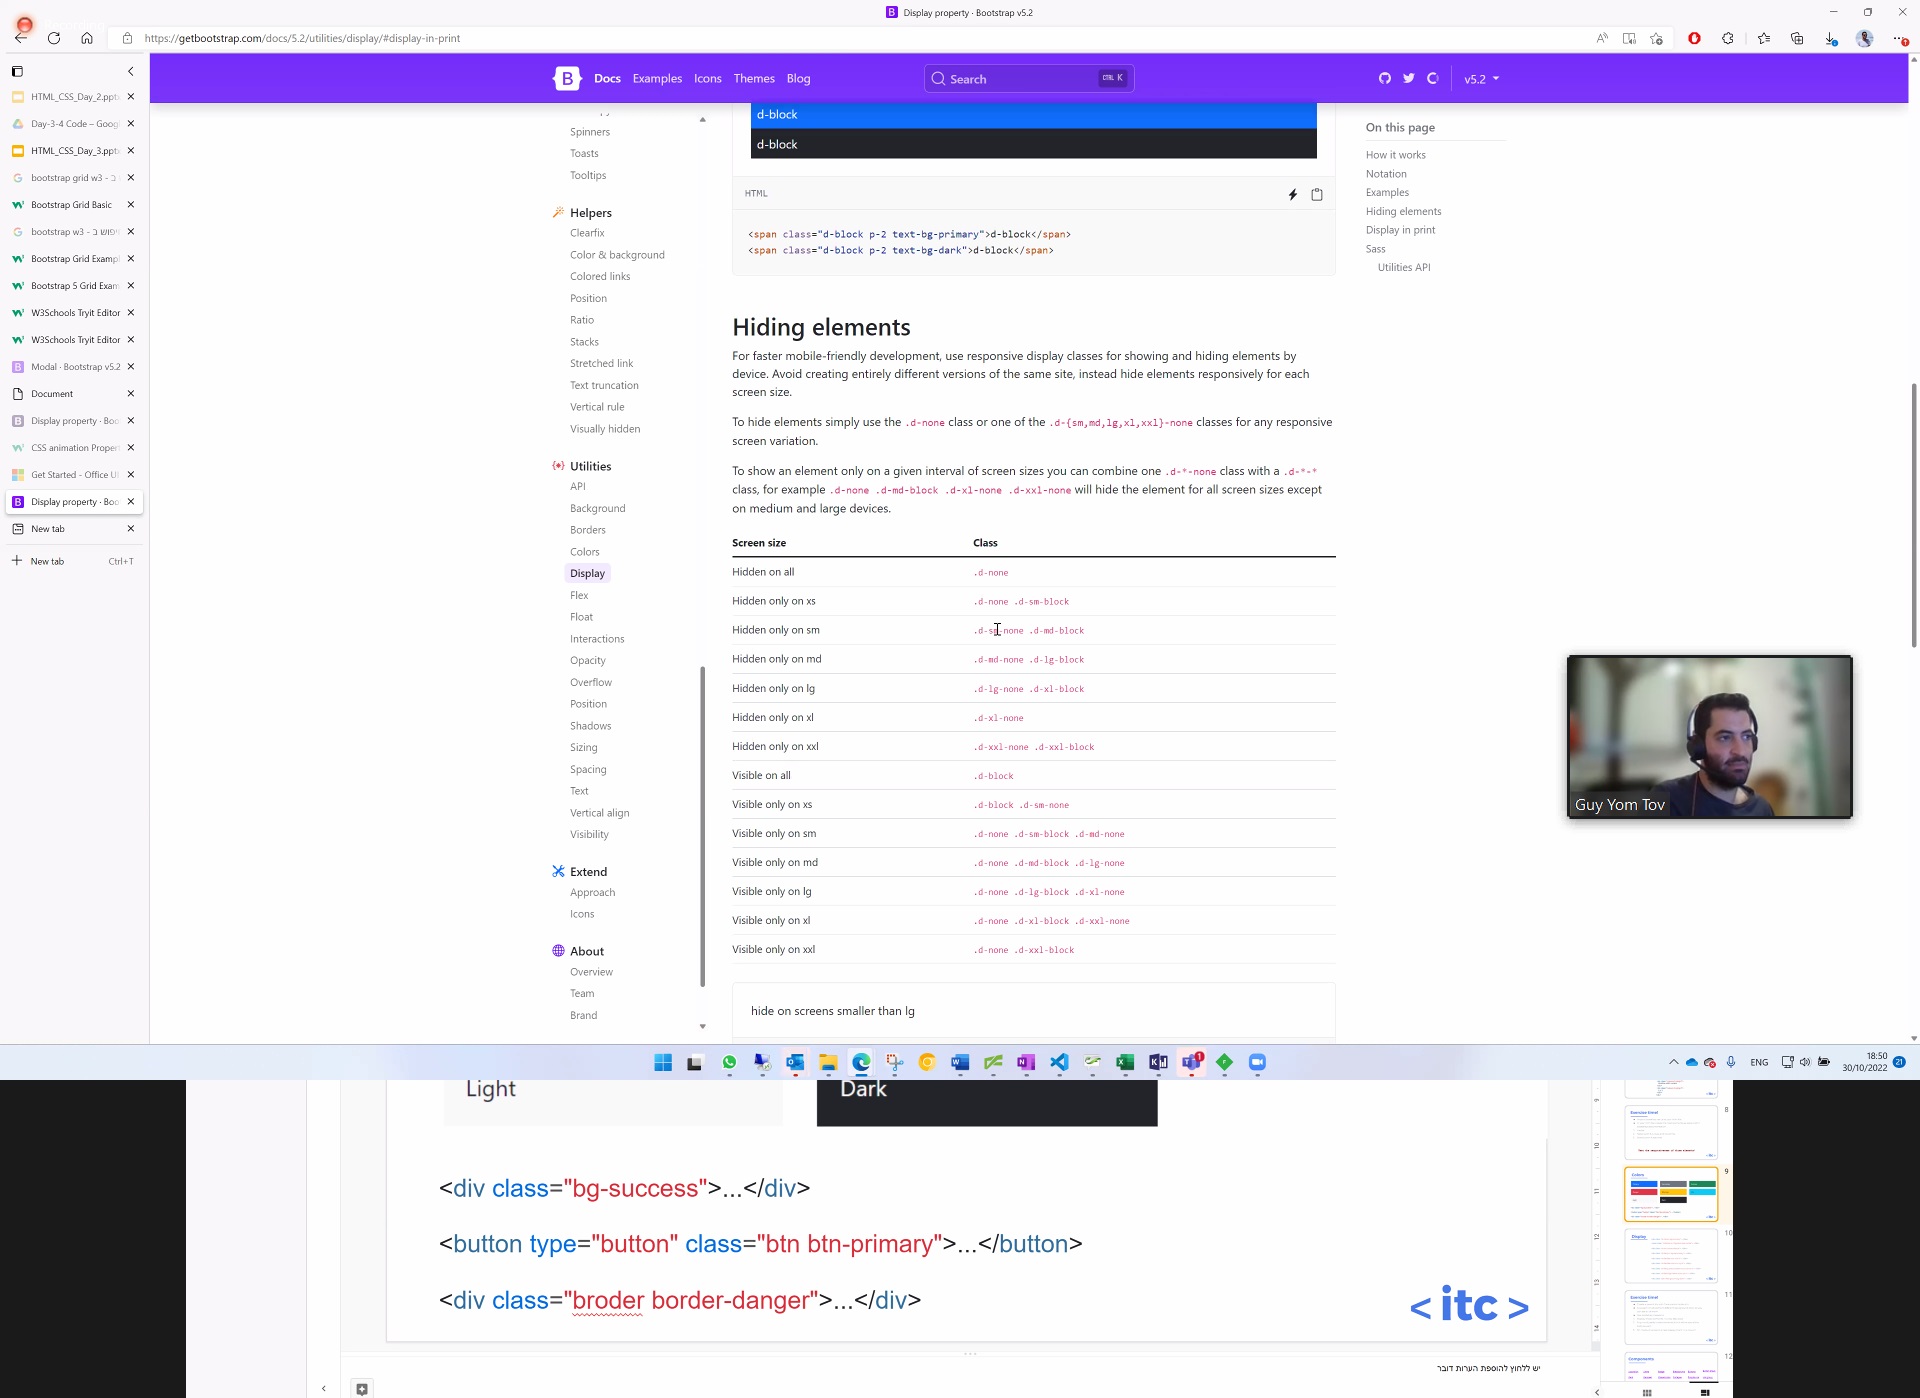 Display property · Bootstrap v5.2
https://getbootstrap.com/docs/5.2/utilities/display/#display-in-print
HTML_CSS_Day_2.ppt
Day-3-4 Code – Goog
HTML_CSS_Day_3.ppt
bootstrap grid w3 - ב
Bootstrap Grid Basic
bootstrap w3 - חיפוש ב
Bootstrap Grid Exampl
Bootstrap 5 Grid Exam
W3Schools Tryit Editor
W3Schools Tryit Editor
Modal · Bootstrap v5.2
Document
Display property · Boo
CSS animation Proper
Get Started - Office U
Display property · Boo
New tab
New tab Ctrl+T
B Docs Examples Icons Themes Blog
Search CTRL K
v5.2
Spinners
Toasts
Tooltips
Helpers
Clearfix
Color & background
Colored links
Position
Ratio
Stacks
Stretched link
Text truncation
Vertical rule
Visually hidden
Utilities
API
Background
Borders
Colors
Display
Flex
Float
Interactions
Opacity
Overflow
Position
Shadows
Sizing
Spacing
Text
Vertical align
Visibility
Extend
Approach
Icons
About
Overview
Team
Brand
d-block
d-block
HTML
<span class="d-block p-2 text-bg-primary">d-block</span>
<span class="d-block p-2 text-bg-dark">d-block</span>
Hiding elements
For faster mobile-friendly development, use responsive display classes for showing and hiding elements by
device. Avoid creating entirely different versions of the same site, instead hide elements responsively for each
screen size.
To hide elements simply use the .d-none class or one of the .d-{sm,md,lg,xl,xxl}-none classes for any responsive
screen variation.
To show an element only on a given interval of screen sizes you can combine one .d-*-none class with a .d-*-*
class, for example .d-none .d-md-block .d-xl-none .d-xxl-none will hide the element for all screen sizes except
on medium and large devices.
Screen size Class
Hidden on all .d-none
Hidden only on xs .d-none .d-sm-block
Hidden only on sm .d-sm-none .d-md-block
Hidden only on md .d-md-none .d-lg-block
Hidden only on lg .d-lg-none .d-xl-block
Hidden only on xl .d-xl-none
Hidden only on xxl .d-xxl-none .d-xxl-block
Visible on all .d-block
Visible only on xs .d-block .d-sm-none
Visible only on sm .d-none .d-sm-block .d-md-none
Visible only on md .d-none .d-md-block .d-lg-none
Visible only on lg .d-none .d-lg-block .d-xl-none
Visible only on xl .d-none .d-xl-block .d-xxl-none
Visible only on xxl .d-none .d-xxl-block
hide on screens smaller than lg
On this page
How it works
Notation
Examples
Hiding elements
Display in print
Sass
Utilities API
Guy Yom Tov
ENG
18:50
30/10/2022
21
Light
Dark
<div class="bg-success">...</div>
<button type="button" class="btn btn-primary">...</button>
<div class="broder border-danger">...</div>
<itc>
יש ללחוץ להוספת הערות דובר
8
9
10
11
12